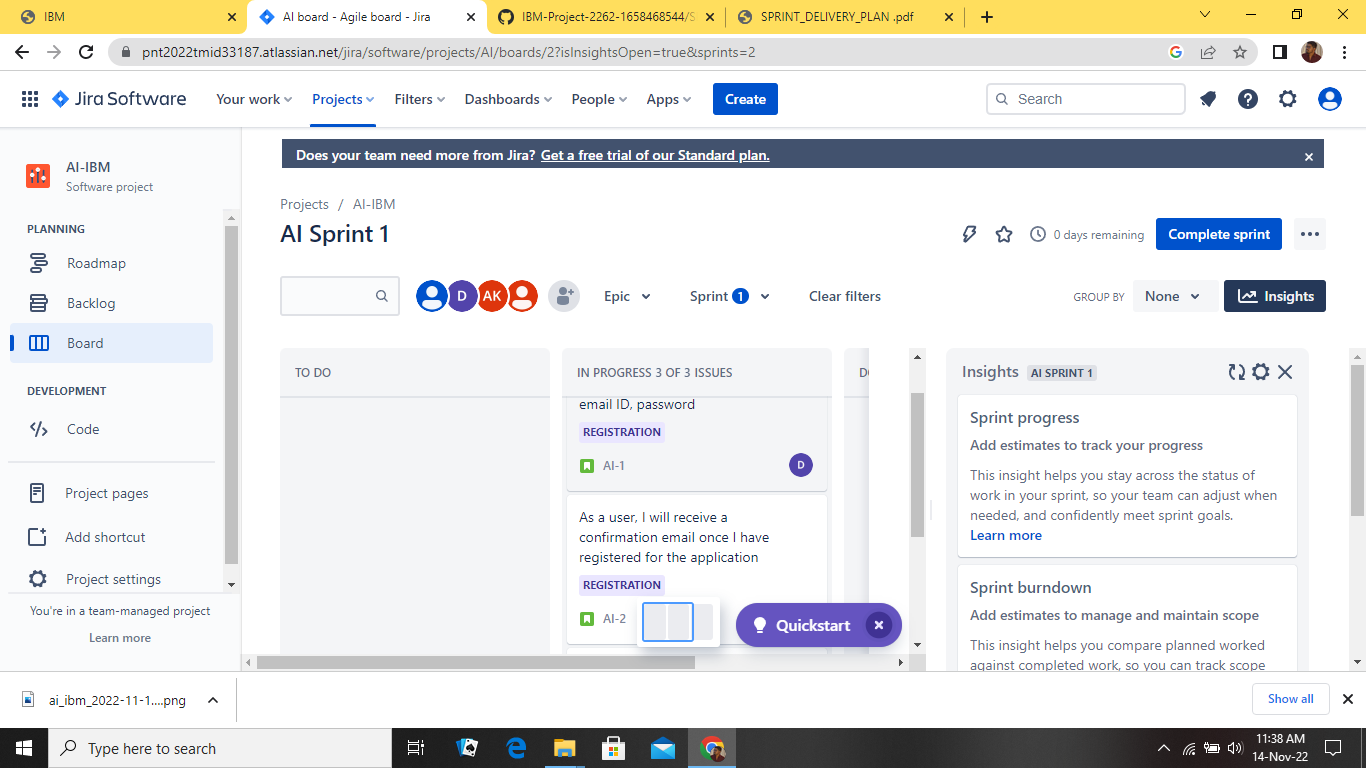 IBM
AI board - Agile board - Jira
IBM-Project-2262-1658468544/S
SPRINT_DELIVERY_PLAN .pdf
pnt2022tmid33187.atlassian.net/jira/software/projects/AI/boards/2?isInsightsOpen=true&sprints=2
Jira Software
Your work
Projects
Filters
Dashboards
People
Apps
Create
Search
AI-IBM
Software project
PLANNING
Roadmap
Backlog
Board
DEVELOPMENT
Code
Project pages
Add shortcut
Project settings
You're in a team-managed project
Learn more
Does your team need more from Jira? Get a free trial of our Standard plan.
Projects / AI-IBM
AI Sprint 1
0 days remaining
Complete sprint
D
AK
Epic
Sprint 1
Clear filters
GROUP BY
None
Insights
TO DO
IN PROGRESS 3 OF 3 ISSUES
email ID, password
REGISTRATION
AI-1
D
As a user, I will receive a
confirmation email once I have
registered for the application
REGISTRATION
AI-2
Quickstart
Insights AI SPRINT 1
Sprint progress
Add estimates to track your progress
This insight helps you stay across the status of
work in your sprint, so your team can adjust when
needed, and confidently meet sprint goals.
Learn more
Sprint burndown
Add estimates to manage and maintain scope
This insight helps you compare planned worked
against completed work, so you can track scope
ai_ibm_2022-11-1....png
Show all
Type here to search
11:38 AM
14-Nov-22